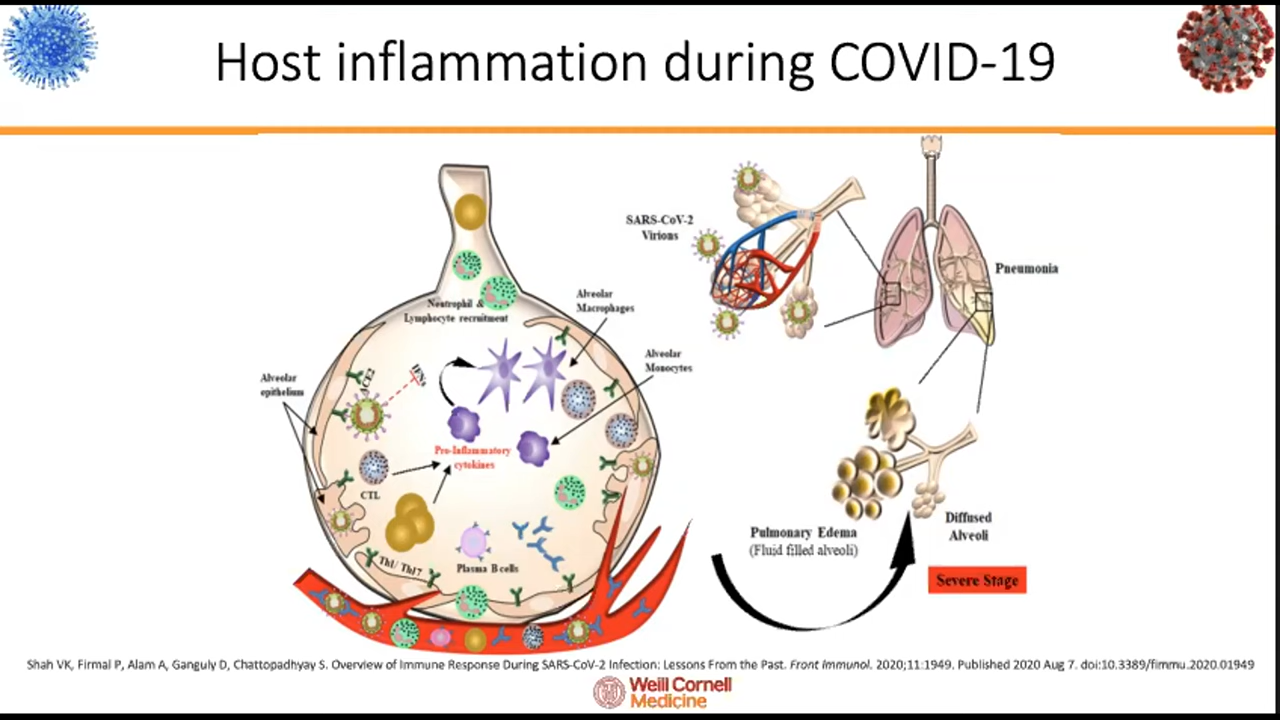 Host inflammation during COVID-19
SARS-CoV-2
Virions
Pneumonia
Neutrophil &
Lymphocyte recruitment
Alveolar
Macrophages
Alveolar
Monocytes
Alveolar
epithelium
ACE2
IFNs
Pro-Inflammatory
cytokines
CTL
Th1/ Th17
Plasma B cells
Pulmonary Edema
(Fluid filled alveoli)
Diffused
Alveoli
Severe Stage
Shah VK, Firmal P, Alam A, Ganguly D, Chattopadhyay S. Overview of Immune Response During SARS-CoV-2 Infection: Lessons From the Past. Front Immunol. 2020;11:1949. Published 2020 Aug 7. doi:10.3389/fimmu.2020.01949
Weill Cornell
Medicine